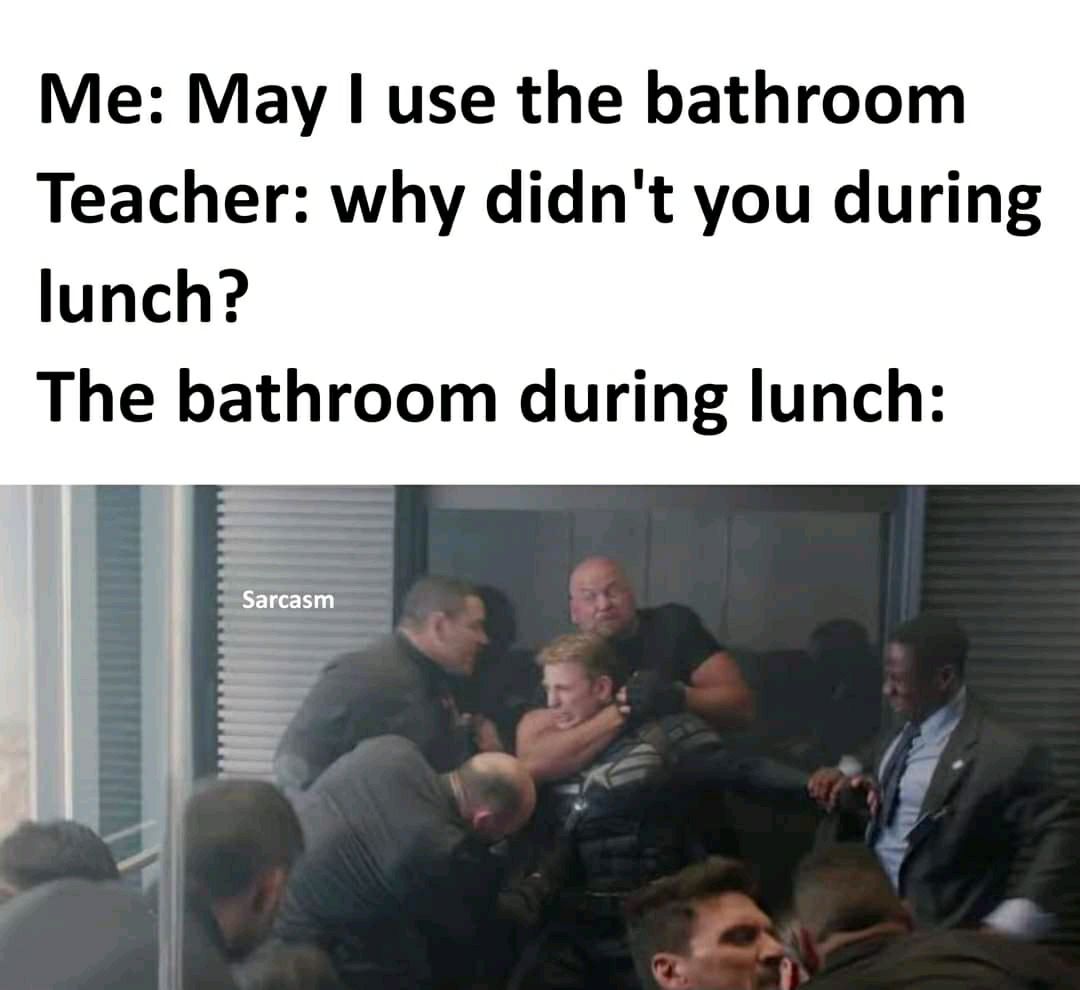 Me: May I use the bathroom
Teacher: why didn't you during
lunch?
The bathroom during lunch:
Sarcasm